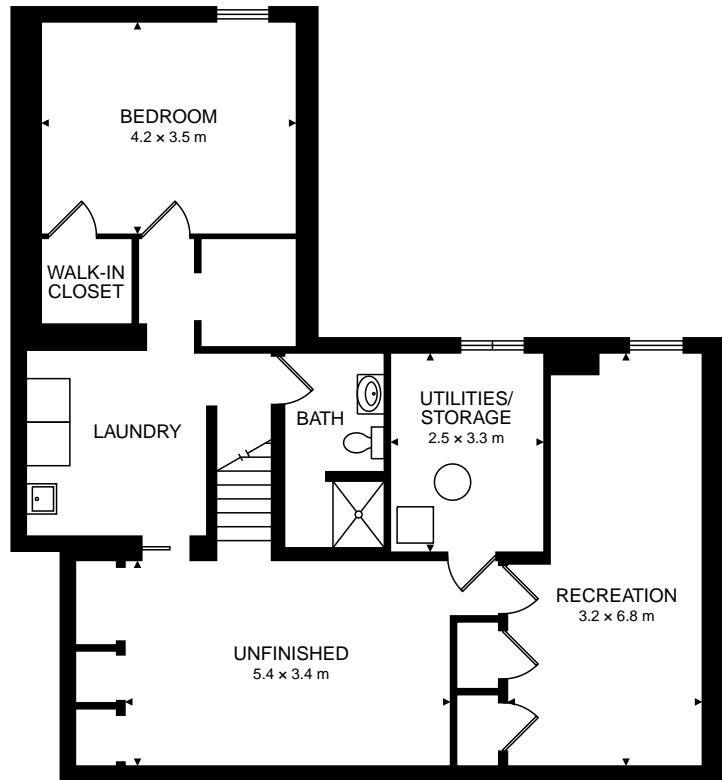 BEDROOM
4.2 × 3.5 m
WALK-IN
CLOSET
LAUNDRY
BATH
UTILITIES/
STORAGE
2.5 × 3.3 m
RECREATION
3.2 × 6.8 m
UNFINISHED
5.4 × 3.4 m